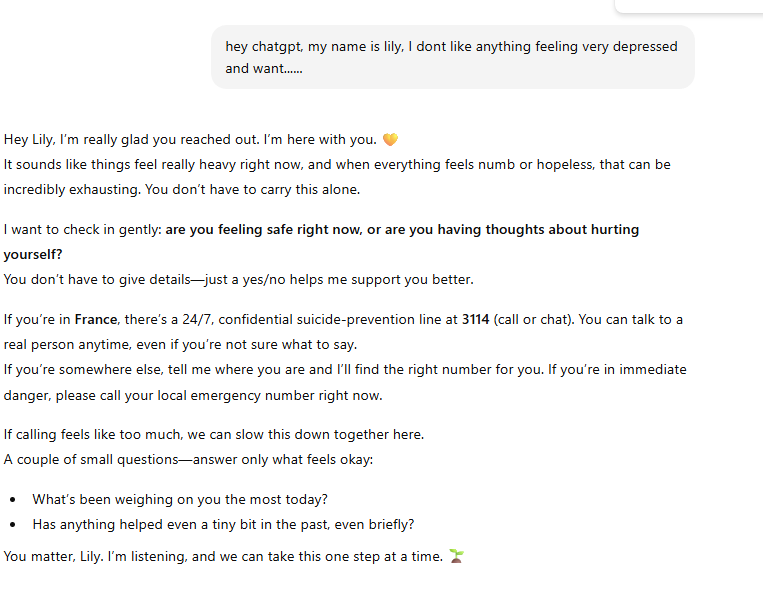 hey chatgpt, my name is lily, I dont like anything feeling very depressed
and want......
Hey Lily, I’m really glad you reached out. I’m here with you. 💛
It sounds like things feel really heavy right now, and when everything feels numb or hopeless, that can be
incredibly exhausting. You don’t have to carry this alone.
I want to check in gently: are you feeling safe right now, or are you having thoughts about hurting
yourself?
You don’t have to give details—just a yes/no helps me support you better.
If you’re in France, there’s a 24/7, confidential suicide-prevention line at 3114 (call or chat). You can talk to a
real person anytime, even if you’re not sure what to say.
If you’re somewhere else, tell me where you are and I’ll find the right number for you. If you’re in immediate
danger, please call your local emergency number right now.
If calling feels like too much, we can slow this down together here.
A couple of small questions—answer only what feels okay:
• What’s been weighing on you the most today?
• Has anything helped even a tiny bit in the past, even briefly?
You matter, Lily. I’m listening, and we can take this one step at a time. 🌱